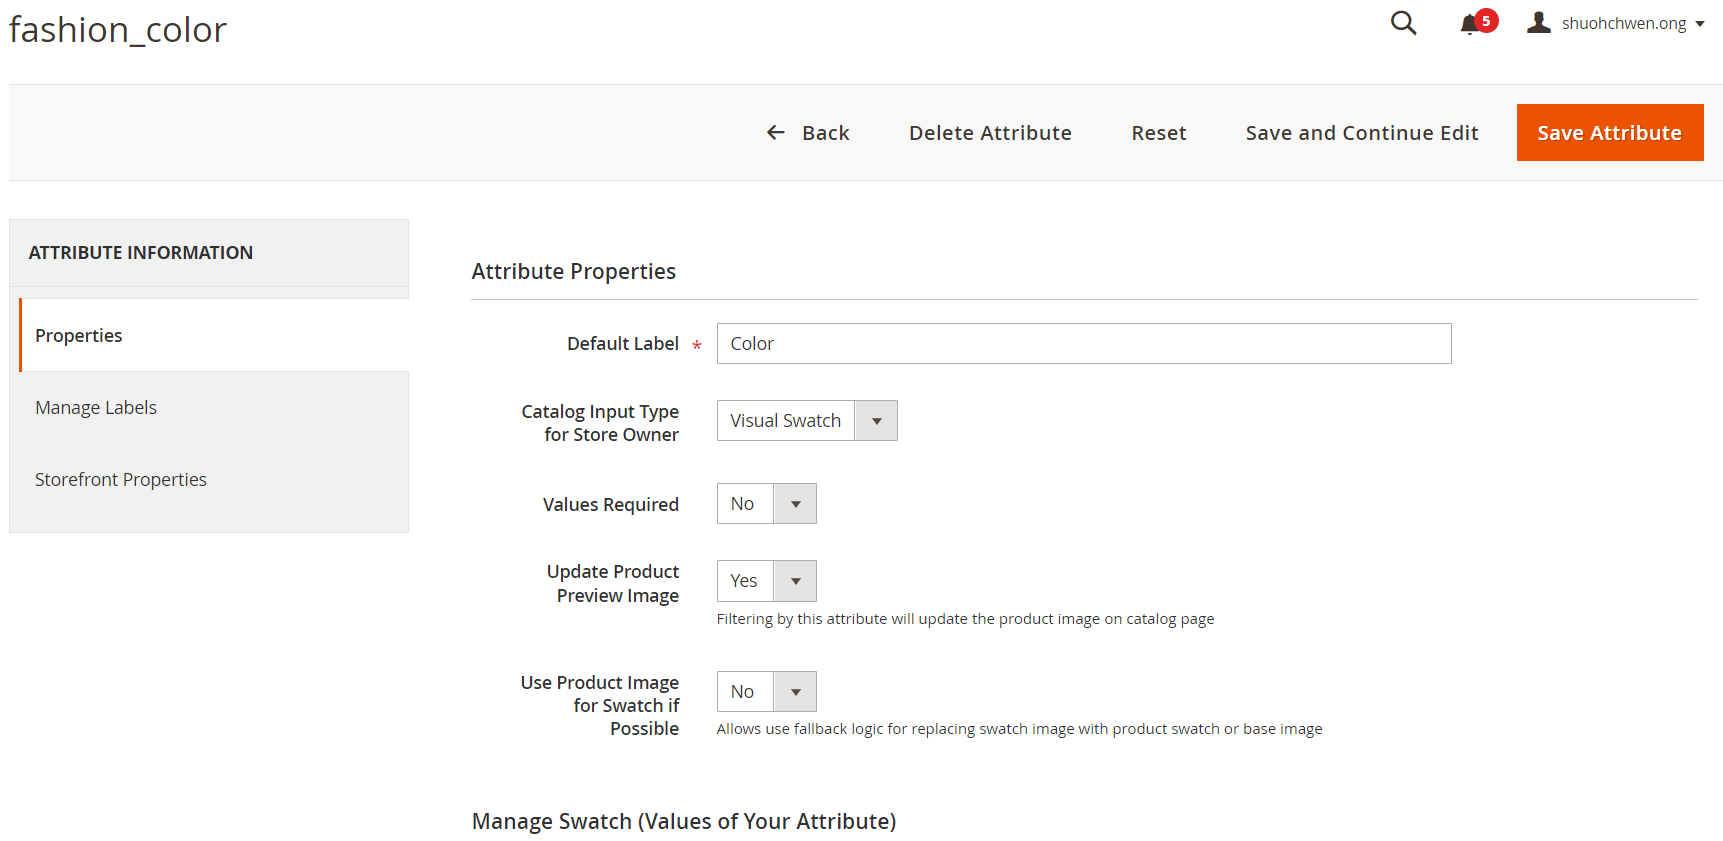 fashion_color
5
shuohchwen.ong
Back
Delete Attribute
Reset
Save and Continue Edit
Save Attribute
ATTRIBUTE INFORMATION
Properties
Manage Labels
Storefront Properties
Attribute Properties
Default Label *
Color
Catalog Input Type
for Store Owner
Visual Swatch
Values Required
No
Update Product
Preview Image
Yes
Filtering by this attribute will update the product image on catalog page
Use Product Image
for Swatch if
Possible
No
Allows use fallback logic for replacing swatch image with product swatch or base image
Manage Swatch (Values of Your Attribute)